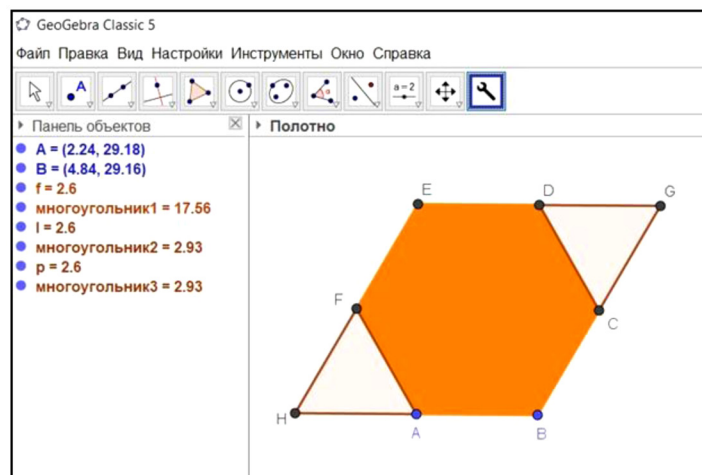 GeoGebra Classic 5
Файл Правка Вид Настройки Инструменты Окно Справка
A
a = 2
Панель объектов
Полотно
A = (2.24, 29.18)
B = (4.84, 29.16)
f = 2.6
многоугольник1 = 17.56
l = 2.6
многоугольник2 = 2.93
p = 2.6
многоугольник3 = 2.93
E
D
G
F
C
H
A
B